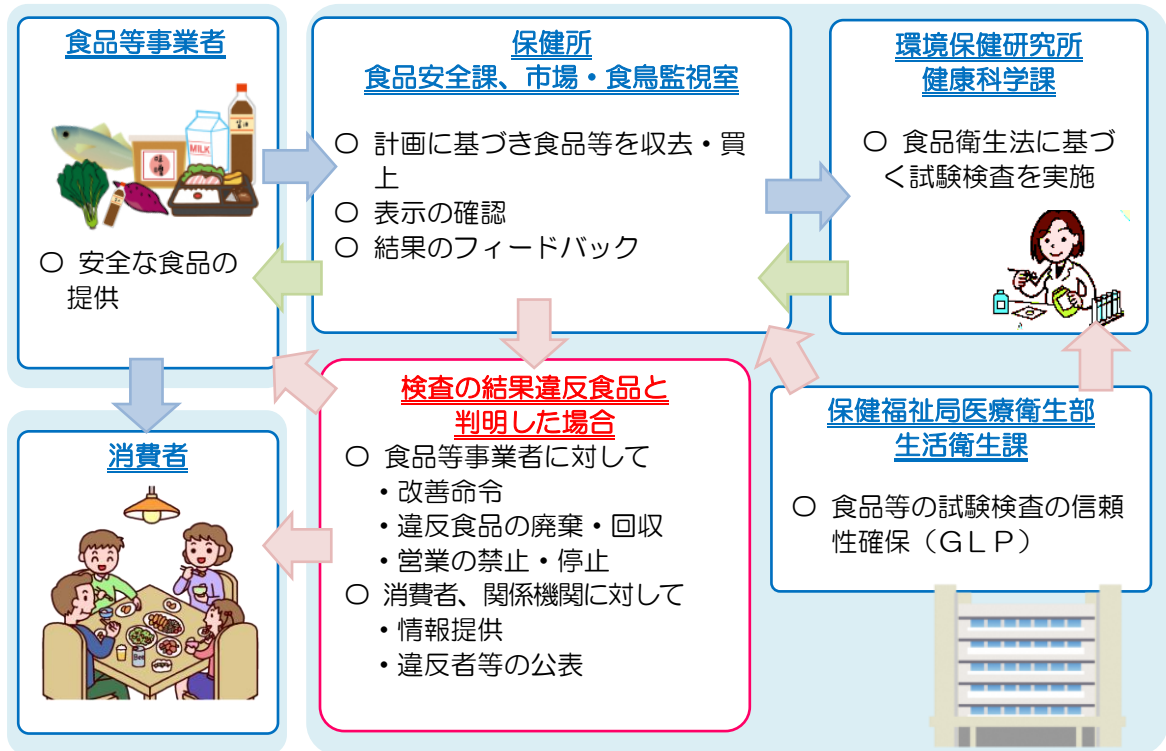 食品等事業者
MILK
味噌
〇 安全な食品の
提供
保健所
食品安全課、市場・食鳥監視室
〇 計画に基づき食品等を収去・買
上
〇 表示の確認
〇 結果のフィードバック
環境保健研究所
健康科学課
〇 食品衛生法に基づ
く試験検査を実施
消費者
検査の結果違反食品と
判明した場合
〇 食品等事業者に対して
・改善命令
・違反食品の廃棄・回収
・営業の禁止・停止
〇 消費者、関係機関に対して
・情報提供
・違反者等の公表
保健福祉局医療衛生部
生活衛生課
〇 食品等の試験検査の信頼
性確保（ＧＬＰ）